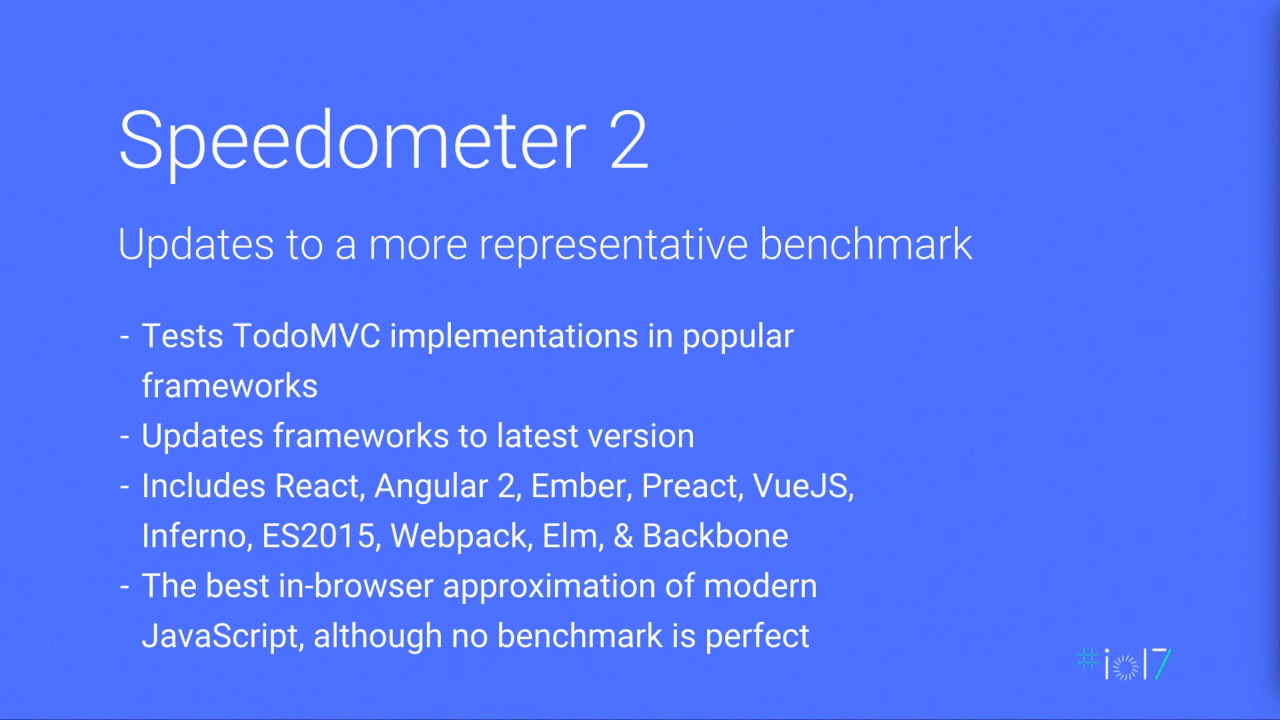 Speedometer 2
Updates to a more representative benchmark
- Tests TodoMVC implementations in popular
frameworks
- Updates frameworks to latest version
- Includes React, Angular 2, Ember, Preact, VueJS,
Inferno, ES2015, Webpack, Elm, & Backbone
- The best in-browser approximation of modern
JavaScript, although no benchmark is perfect
#io17